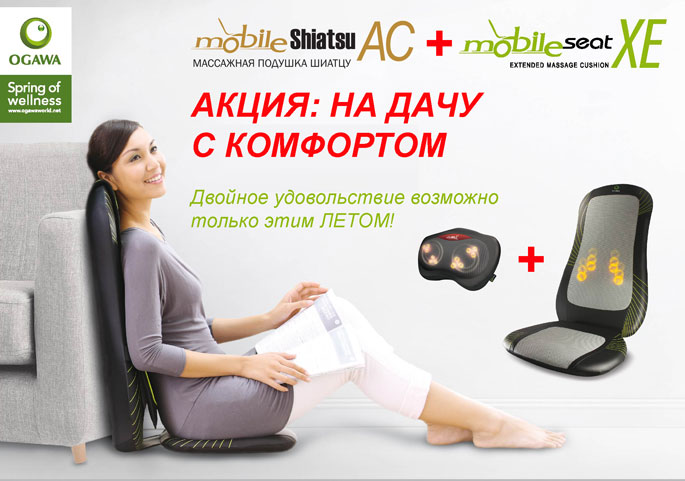 OGAWA
Spring of
wellness
www.ogawaworld.net
mobile Shiatsu AC + mobile seat XE
МАССАЖНАЯ ПОДУШКА ШИАТЦУ
EXTENDED MASSAGE CUSHION
АКЦИЯ: НА ДАЧУ
С КОМФОРТОМ
Двойное удовольствие возможно
только этим ЛЕТОМ!
+